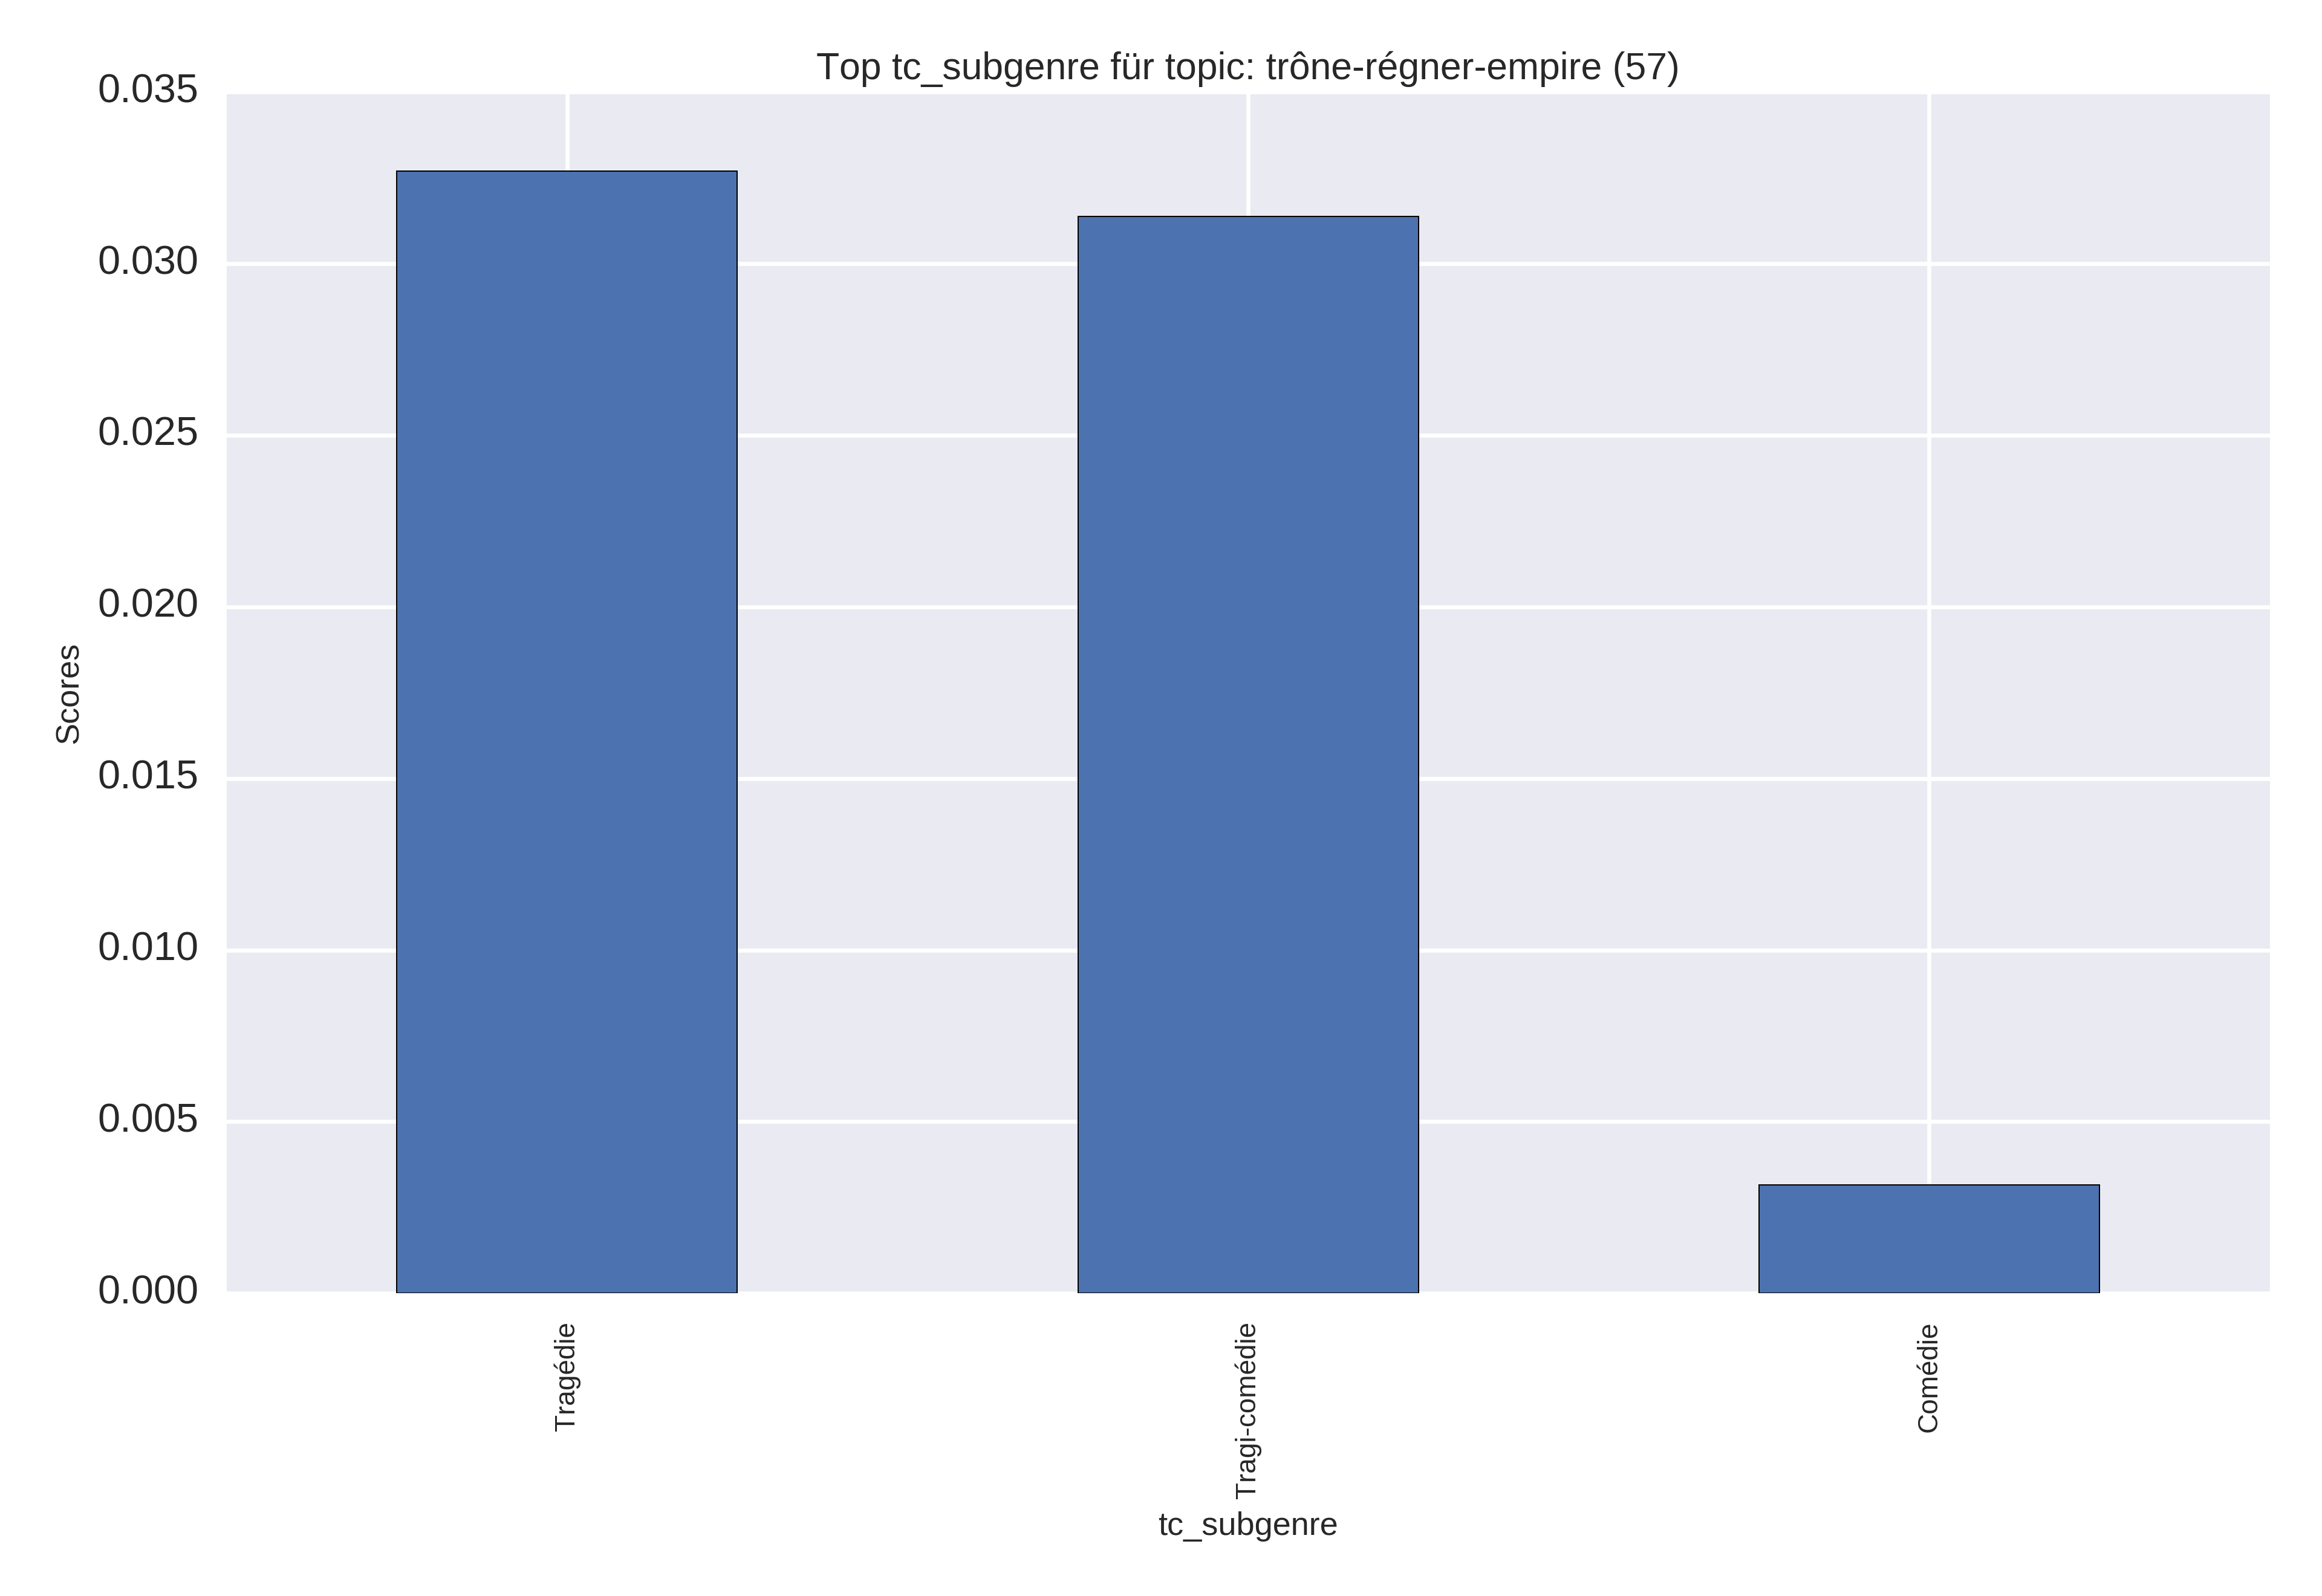 Top tc_subgenre für topic: trône-régner-empire (57)
0.035
0.030
0.025
0.020
0.015
0.010
0.005
0.000
Scores
Tragédie
Tragi-comédie
Comédie
tc_subgenre